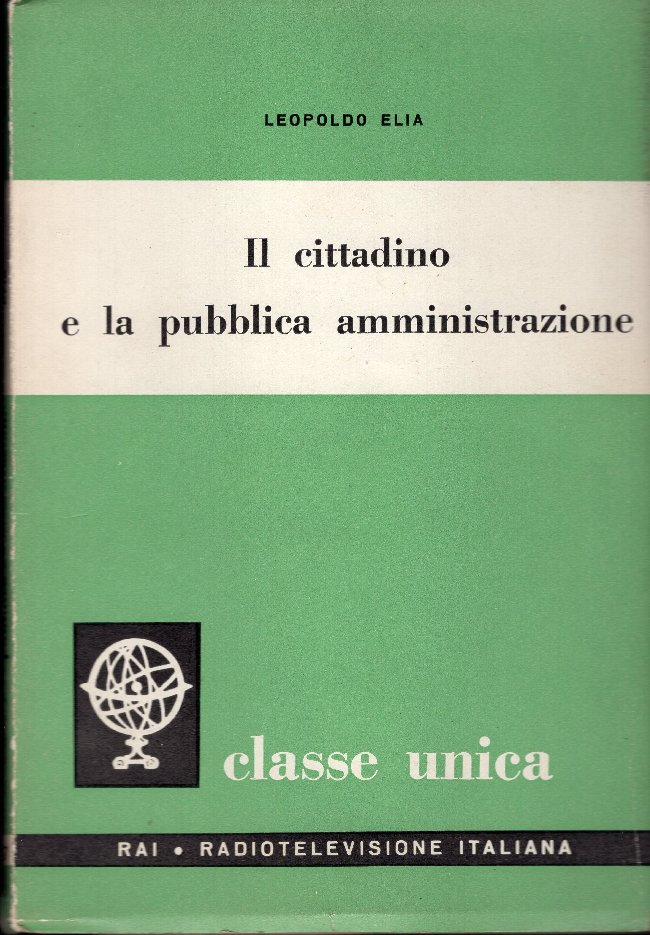 LEOPOLDO ELIA
Il cittadino
e la pubblica amministrazione
classe unica
RAI • RADIOTELEVISIONE ITALIANA